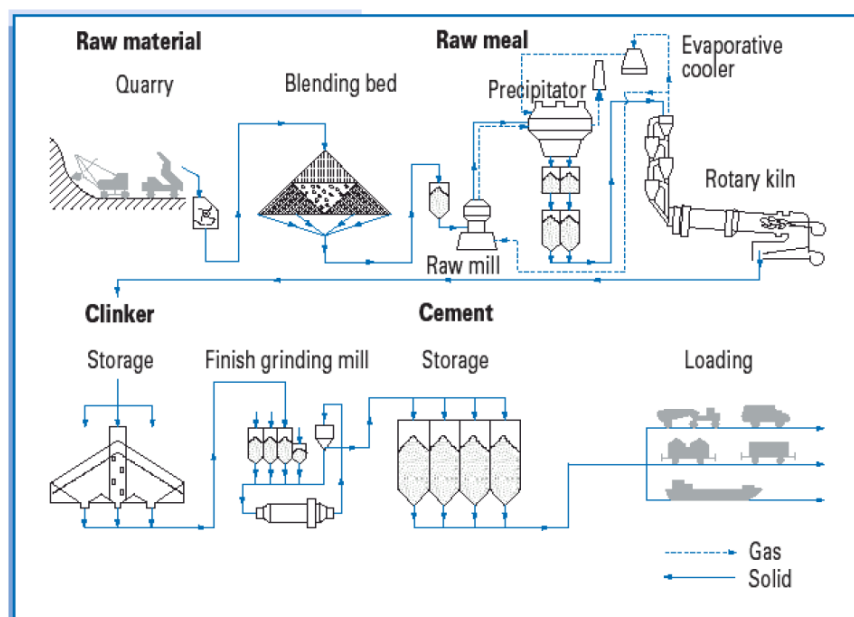 Raw material
Raw meal
Evaporative
cooler
Quarry
Blending bed
Precipitator
Rotary kiln
Raw mill
Clinker
Cement
Storage
Finish grinding mill
Storage
Loading
Gas
Solid